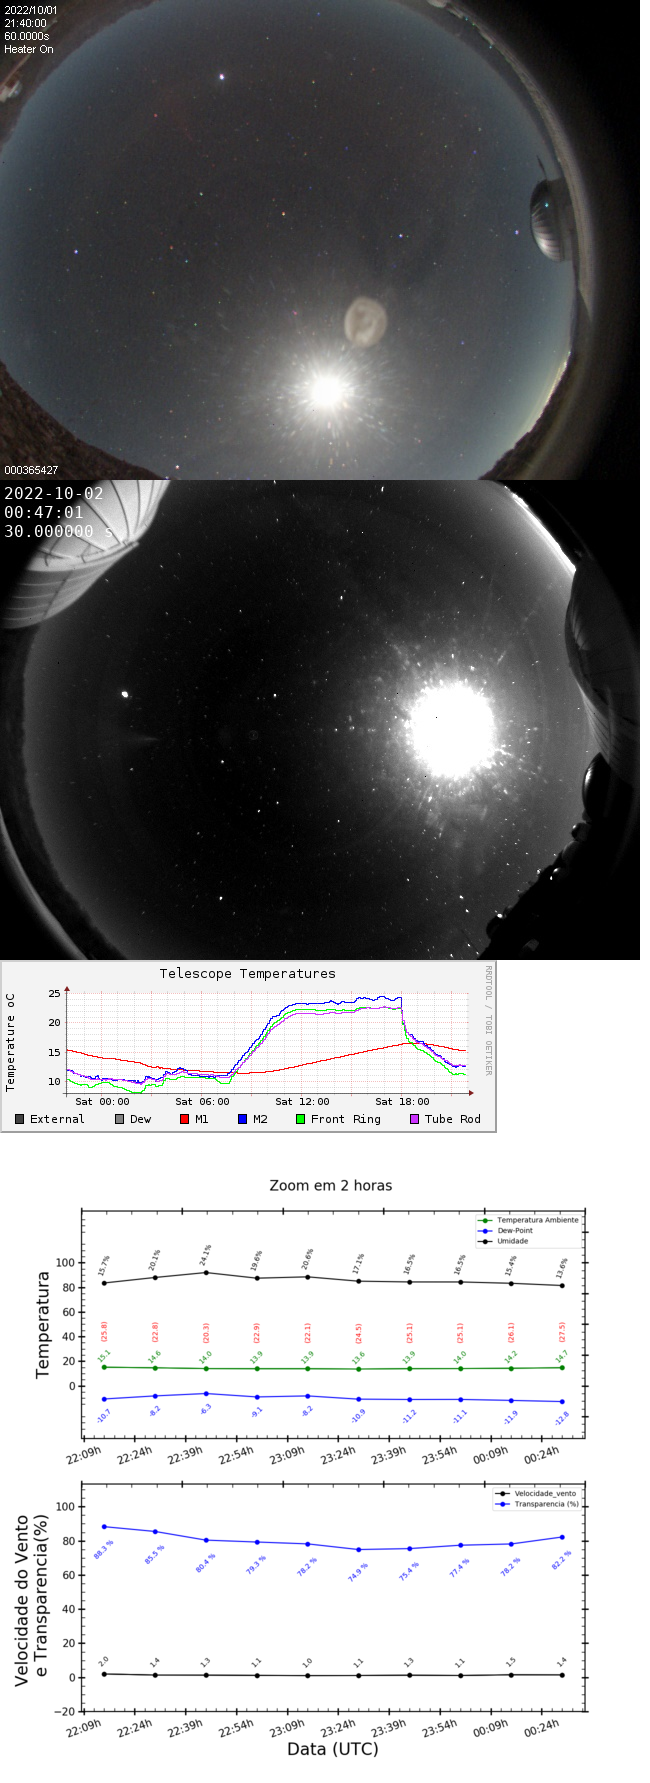 2022/10/01
21:40:00
60.0000s
Heater On
000365427
2022-10-02
00:47:01
30.000000 s
Telescope Temperatures
RRDTOOL / TOBI OETIKER
Temperature oC
25
20
15
10
Sat 00:00 Sat 06:00 Sat 12:00 Sat 18:00
External Dew M1 M2 Front Ring Tube Rod
Zoom em 2 horas
Temperatura Ambiente
Dew-Point
Umidade
Temperatura
100
80
60
40
20
0
15.7% 20.1% 24.1% 19.6% 20.6% 17.1% 16.5% 16.5% 15.4% 13.6%
(25.8) (22.8) (20.3) (22.9) (22.1) (24.5) (25.1) (25.1) (26.1) (27.5)
15.1 14.6 14.0 13.9 13.9 13.6 13.9 14.0 14.2 14.7
-10.7 -8.2 -6.3 -9.1 -8.2 -10.9 -11.2 -11.1 -11.9 -12.8
22:09h 22:24h 22:39h 22:54h 23:09h 23:24h 23:39h 23:54h 00:09h 00:24h
Velocidade_vento
Transparencia (%)
Velocidade do Vento
e Transparencia(%)
100
80
60
40
20
0
−20
88.3 % 85.5 % 80.4 % 79.3 % 78.2 % 74.9 % 75.4 % 77.4 % 78.2 % 82.2 %
2.0 1.4 1.3 1.1 1.0 1.1 1.3 1.1 1.5 1.4
22:09h 22:24h 22:39h 22:54h 23:09h 23:24h 23:39h 23:54h 00:09h 00:24h
Data (UTC)